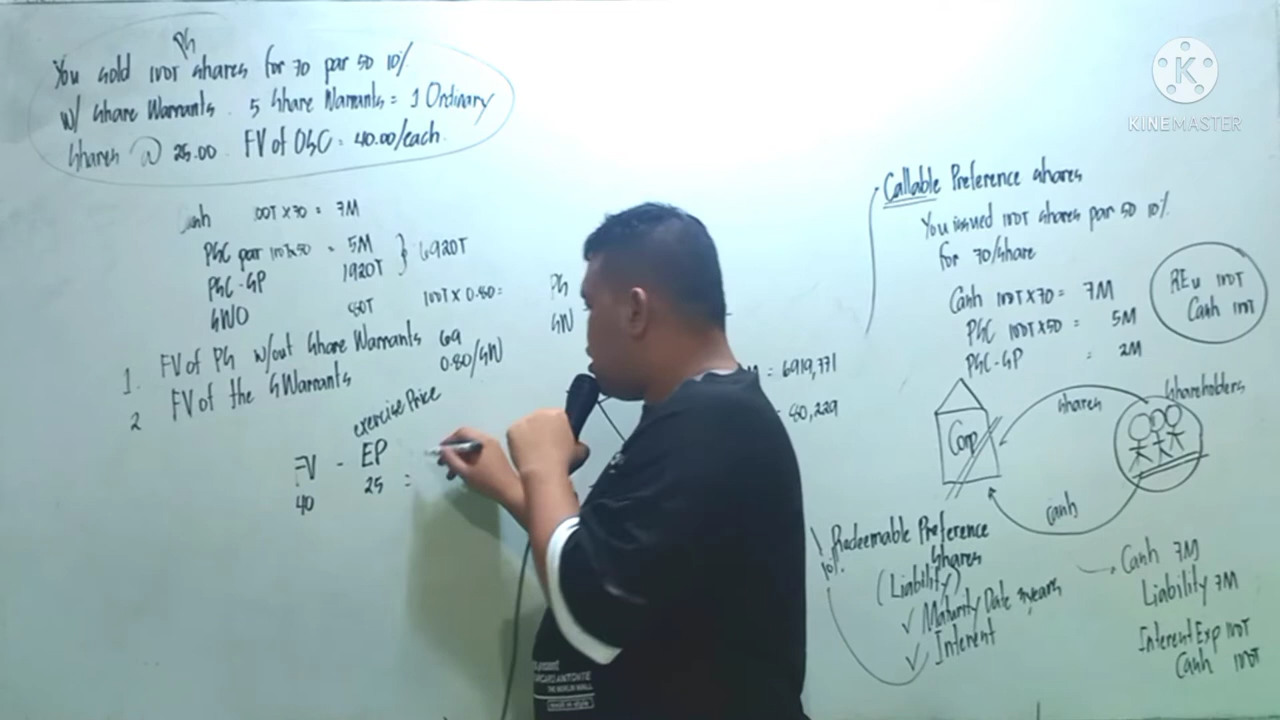 PS
You sold 100T shares for 70 par 50 10%
w/ share Warrants. 5 Share Warrants = 1 Ordinary
shares @ 25.00. FV of OSC = 40.00/each.
100T x 70 = 7M
PSC par 100T x 50 = 5M
PSC-SP 1920T } 6920T
SWO 80T 100T x 0.80 =
1. FV of PS w/out Share Warrants 69
2 FV of the SWarrants 0.80/SW
PS
SW
= 6919,771
80,229
exercise Price
FV - EP
40 25 =
KINEMASTER
Callable Preference shares
You issued 100T shares par 50 10%
for 70/share
Cash 100T x 70 = 7M
PSC 100T x 50 = 5M
PSC-SP = 2M
REu 100T
Cash 100T
Corp
shares
Shareholders
Cash
10%
Redeemable Preference
Shares
(Liability)
✓ Maturity Date 3years
✓ Interest
Cash 7M
Liability 7M
Interest Exp 100T
Cash 100T